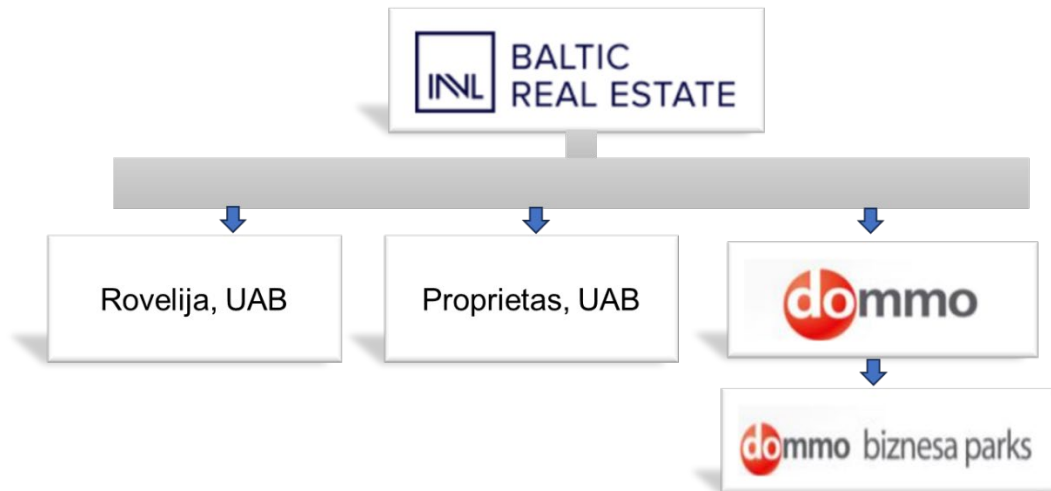 INVL
BALTIC
REAL ESTATE
Rovelija, UAB
Proprietas, UAB
dommo
dommo biznesa parks